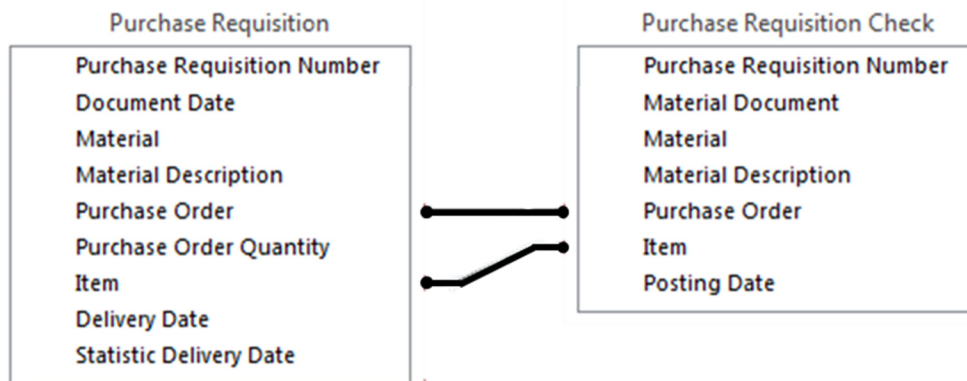 Purchase Requisition
Purchase Requisition Number
Document Date
Material
Material Description
Purchase Order
Purchase Order Quantity
Item
Delivery Date
Statistic Delivery Date
Purchase Requisition Check
Purchase Requisition Number
Material Document
Material
Material Description
Purchase Order
Item
Posting Date